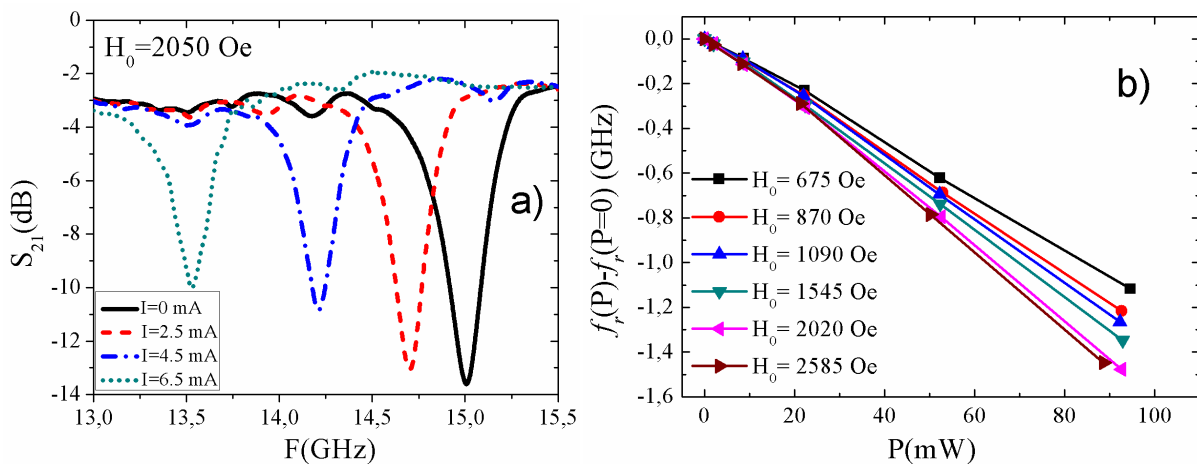 H0=2050 Oe
a)
-2
-4
-6
-8
-10
-12
-14
S21(dB)
I=0 mA
I=2.5 mA
I=4.5 mA
I=6.5 mA
13,0 13,5 14,0 14,5 15,0 15,5
F(GHz)
b)
0,0
-0,2
-0,4
-0,6
-0,8
-1,0
-1,2
-1,4
-1,6
fr(P)-fr(P=0) (GHz)
H0= 675 Oe
H0= 870 Oe
H0= 1090 Oe
H0= 1545 Oe
H0= 2020 Oe
H0= 2585 Oe
0 20 40 60 80 100
P(mW)